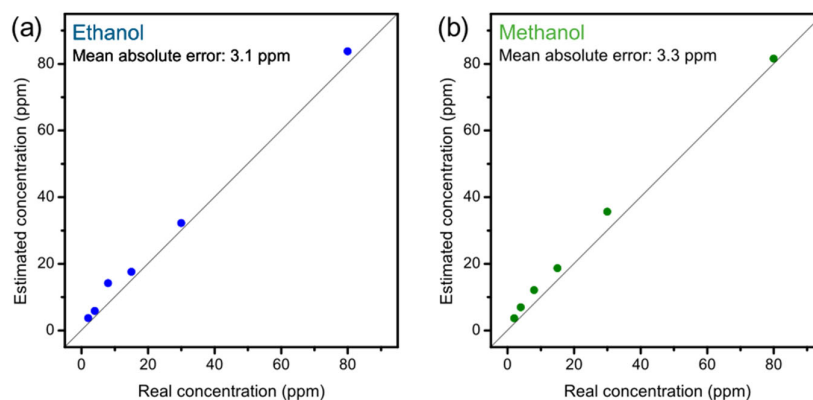 (a)
Ethanol
Mean absolute error: 3.1 ppm
Estimated concentration (ppm)
80
60
40
20
0
0 20 40 60 80
Real concentration (ppm)
(b)
Methanol
Mean absolute error: 3.3 ppm
Estimated concentration (ppm)
80
60
40
20
0
0 20 40 60 80
Real concentration (ppm)